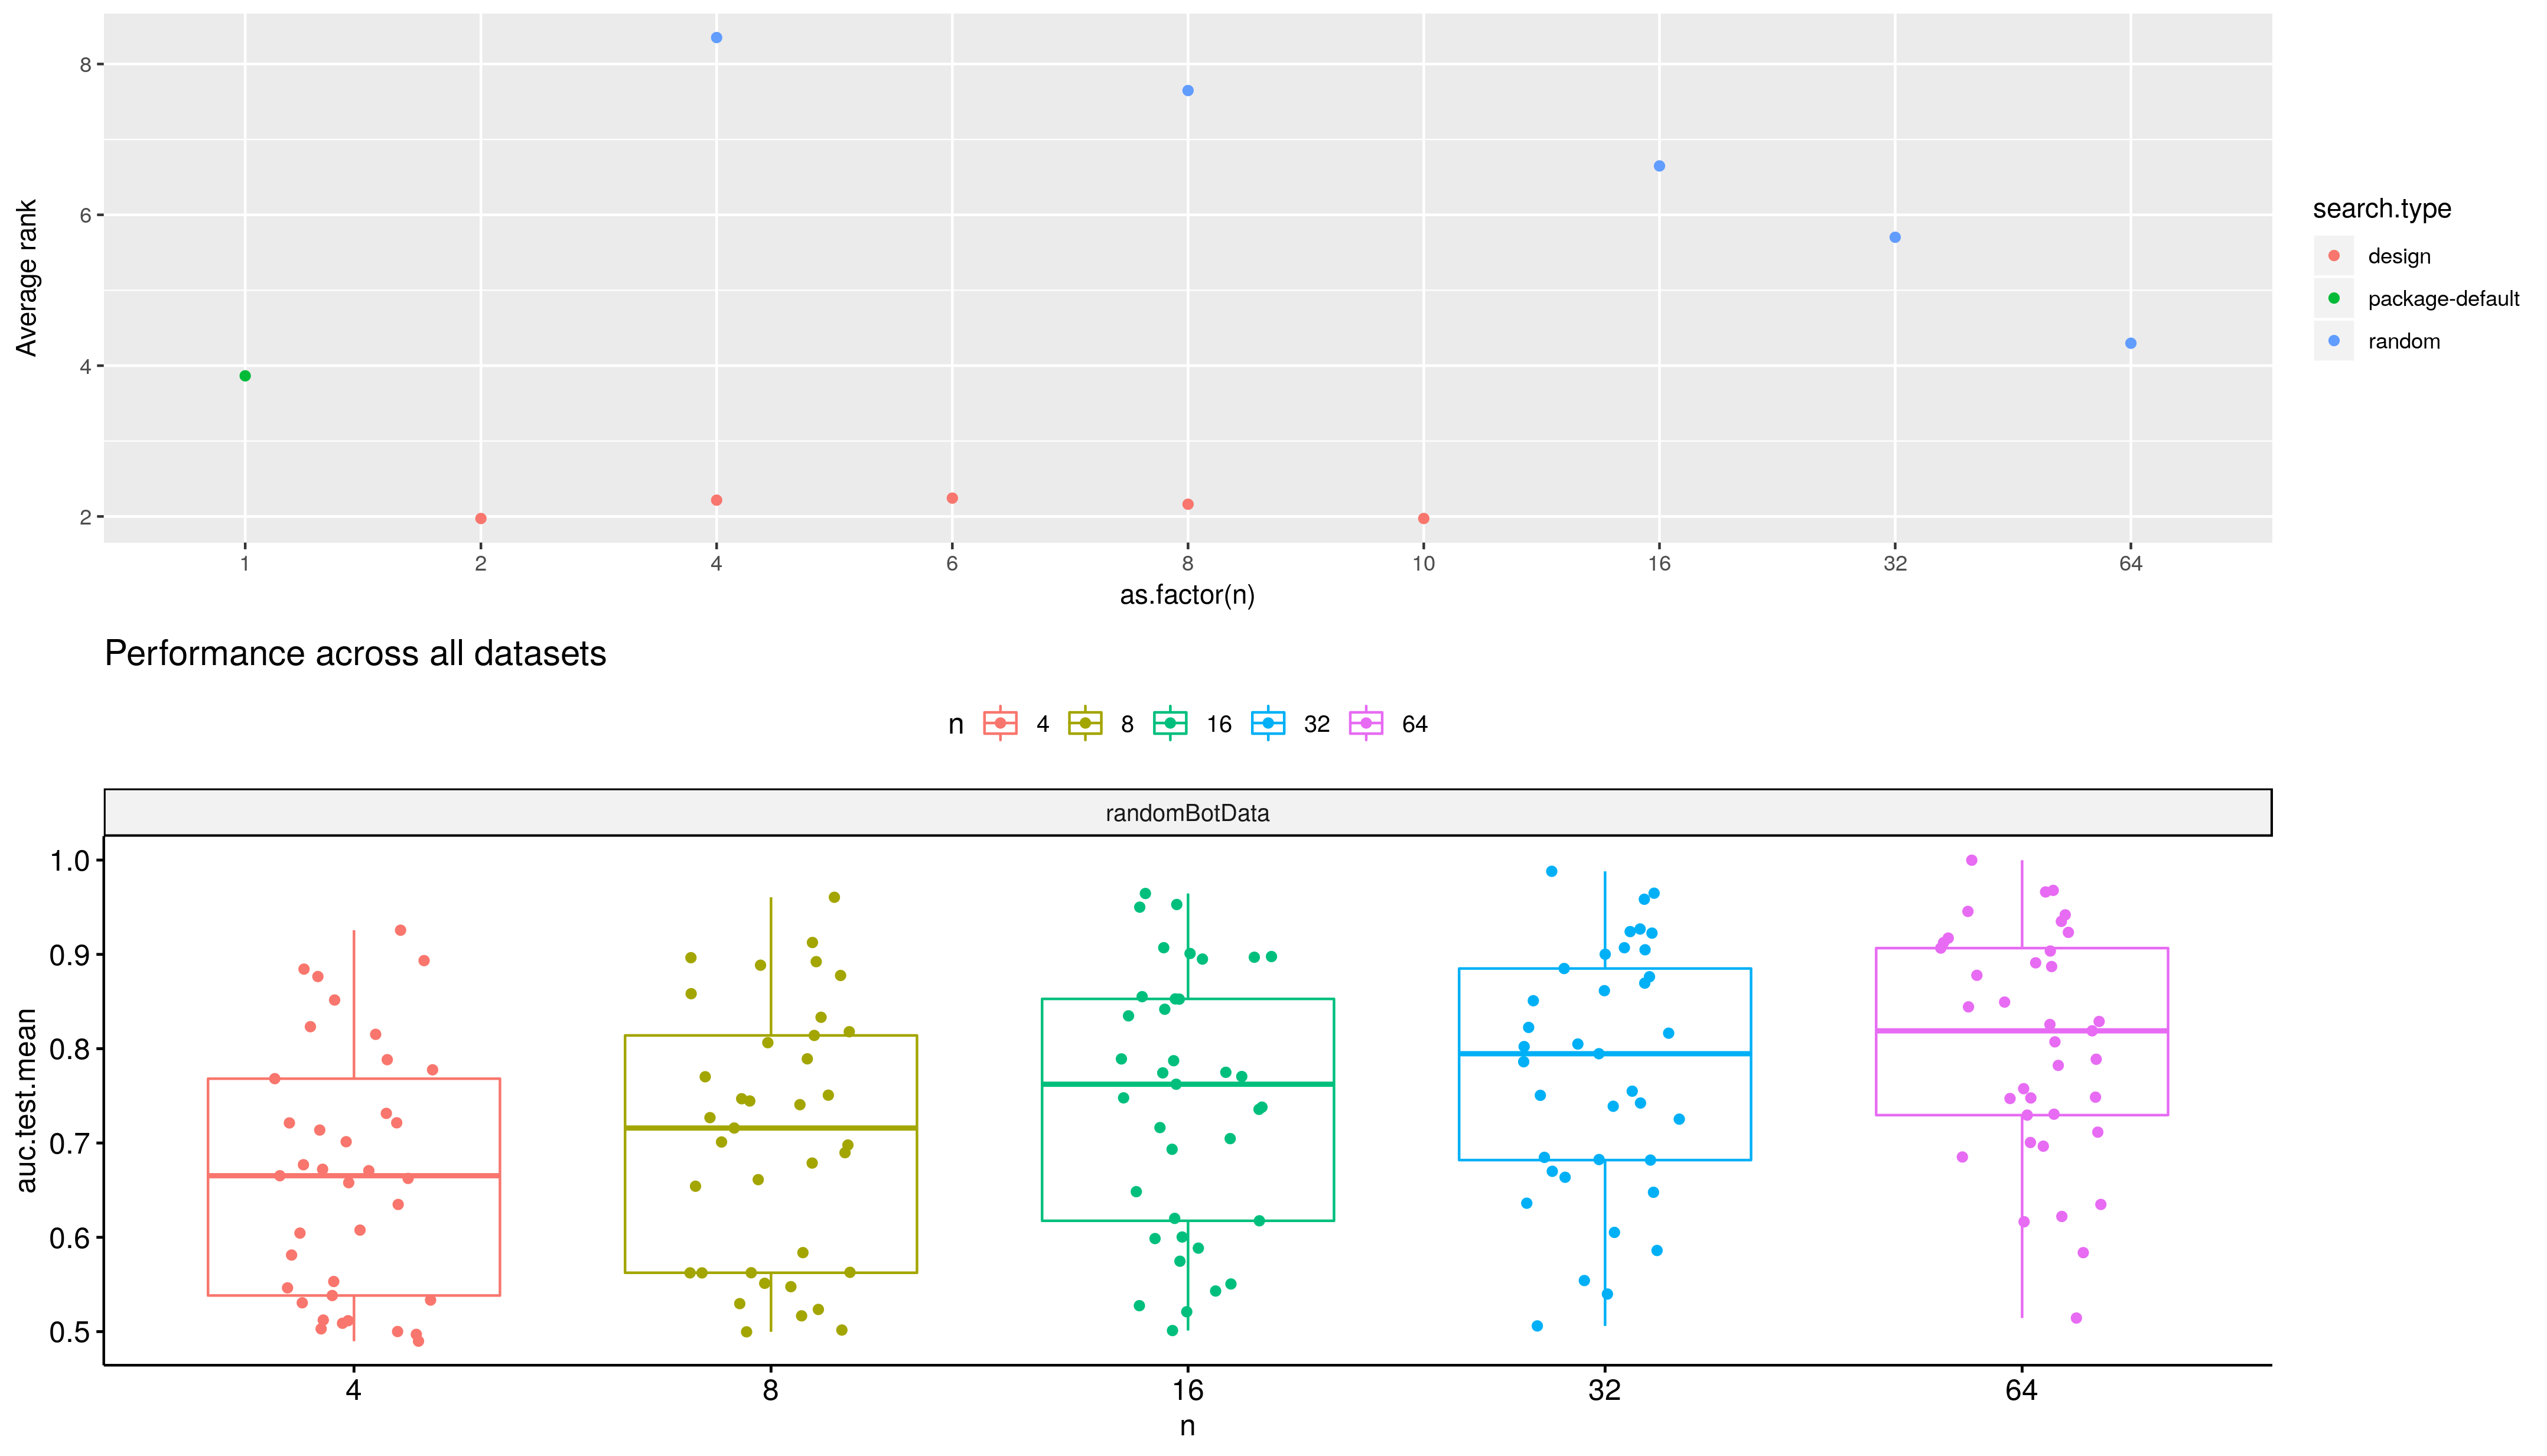 8
6
4
2
Average rank
1 2 4 6 8 10 16 32 64
as.factor(n)
search.type
design
package-default
random
Performance across all datasets
n 4 8 16 32 64
randomBotData
1.0
0.9
0.8
0.7
0.6
0.5
auc.test.mean
4 8 16 32 64
n